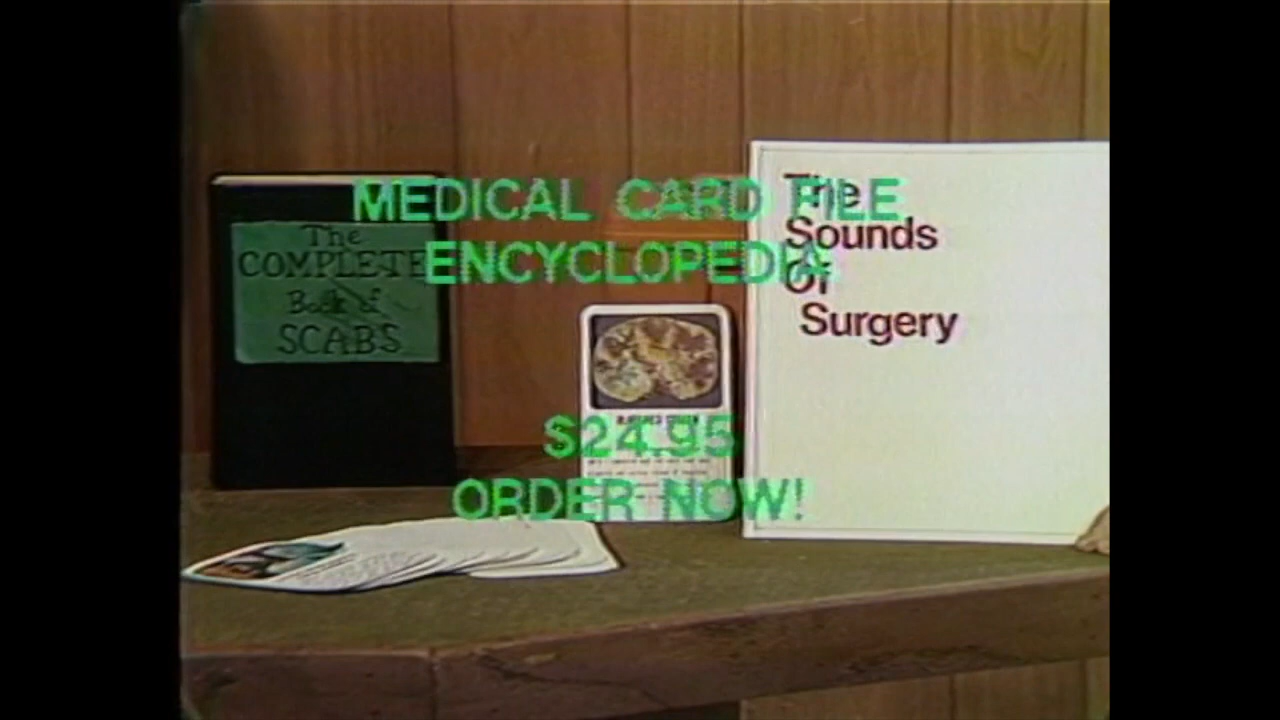 MEDICAL CARD FILE
ENCYCLOPEDIA
$24.95
ORDER NOW!
The
COMPLETE
Book of
SCABS
The
Sounds
Of
Surgery